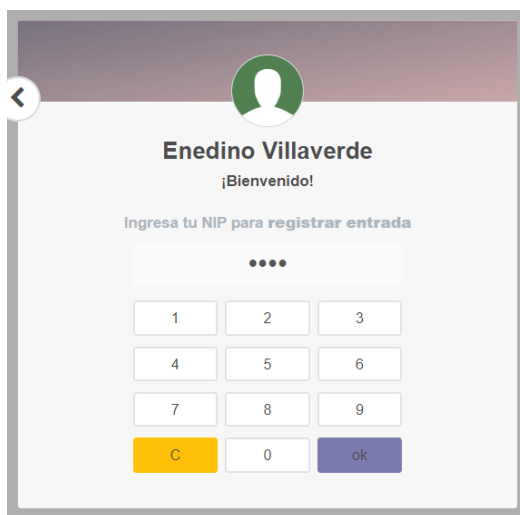 Enedino Villaverde
¡Bienvenido!
Ingresa tu NIP para registrar entrada
••••
1 2 3
4 5 6
7 8 9
C 0 ok